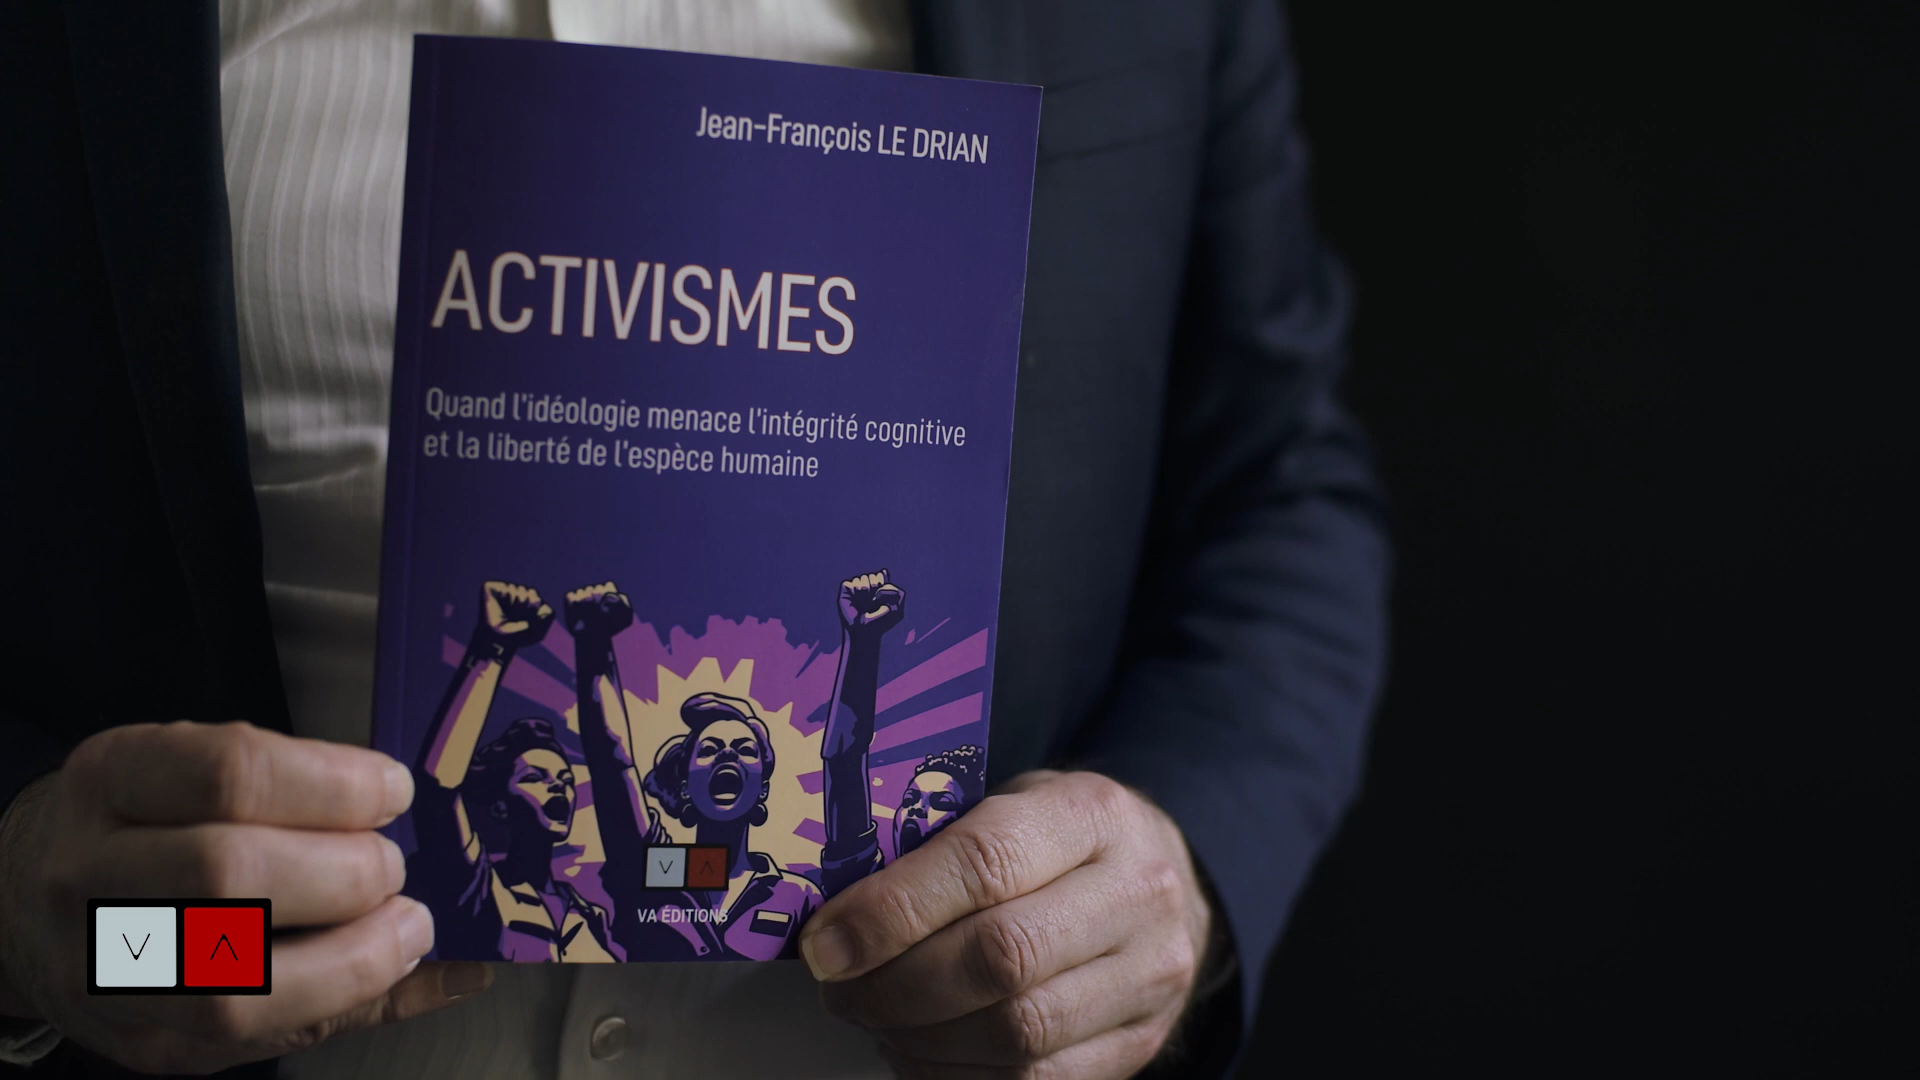 Jean-François LE DRIAN
ACTIVISMES
Quand l'idéologie menace l'intégrité cognitive
et la liberté de l'espèce humaine
V Λ
VA ÉDITIONS
V Λ